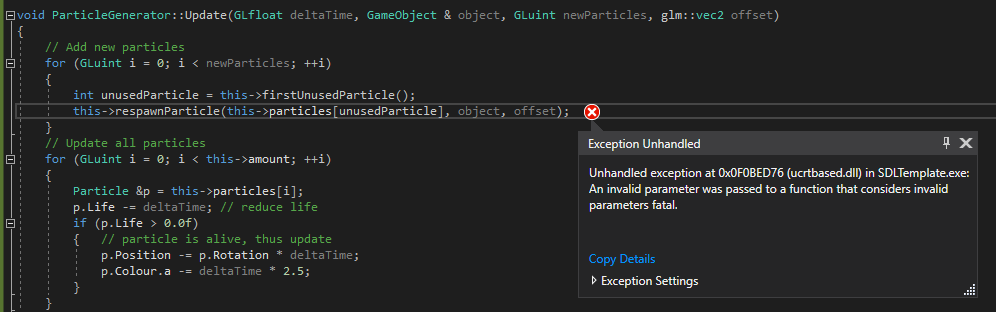 void ParticleGenerator::Update(GLfloat deltaTime, GameObject & object, GLuint newParticles, glm::vec2 offset)
{
// Add new particles
for (GLuint i = 0; i < newParticles; ++i)
{
int unusedParticle = this->firstUnusedParticle();
this->respawnParticle(this->particles[unusedParticle], object, offset);
}
// Update all particles
for (GLuint i = 0; i < this->amount; ++i)
{
Particle &p = this->particles[i];
p.Life -= deltaTime; // reduce life
if (p.Life > 0.0f)
{ // particle is alive, thus update
p.Position -= p.Rotation * deltaTime;
p.Colour.a -= deltaTime * 2.5;
}
}
Exception Unhandled
Unhandled exception at 0x0F0BED76 (ucrtbased.dll) in SDLTemplate.exe:
An invalid parameter was passed to a function that considers invalid
parameters fatal.
Copy Details
Exception Settings